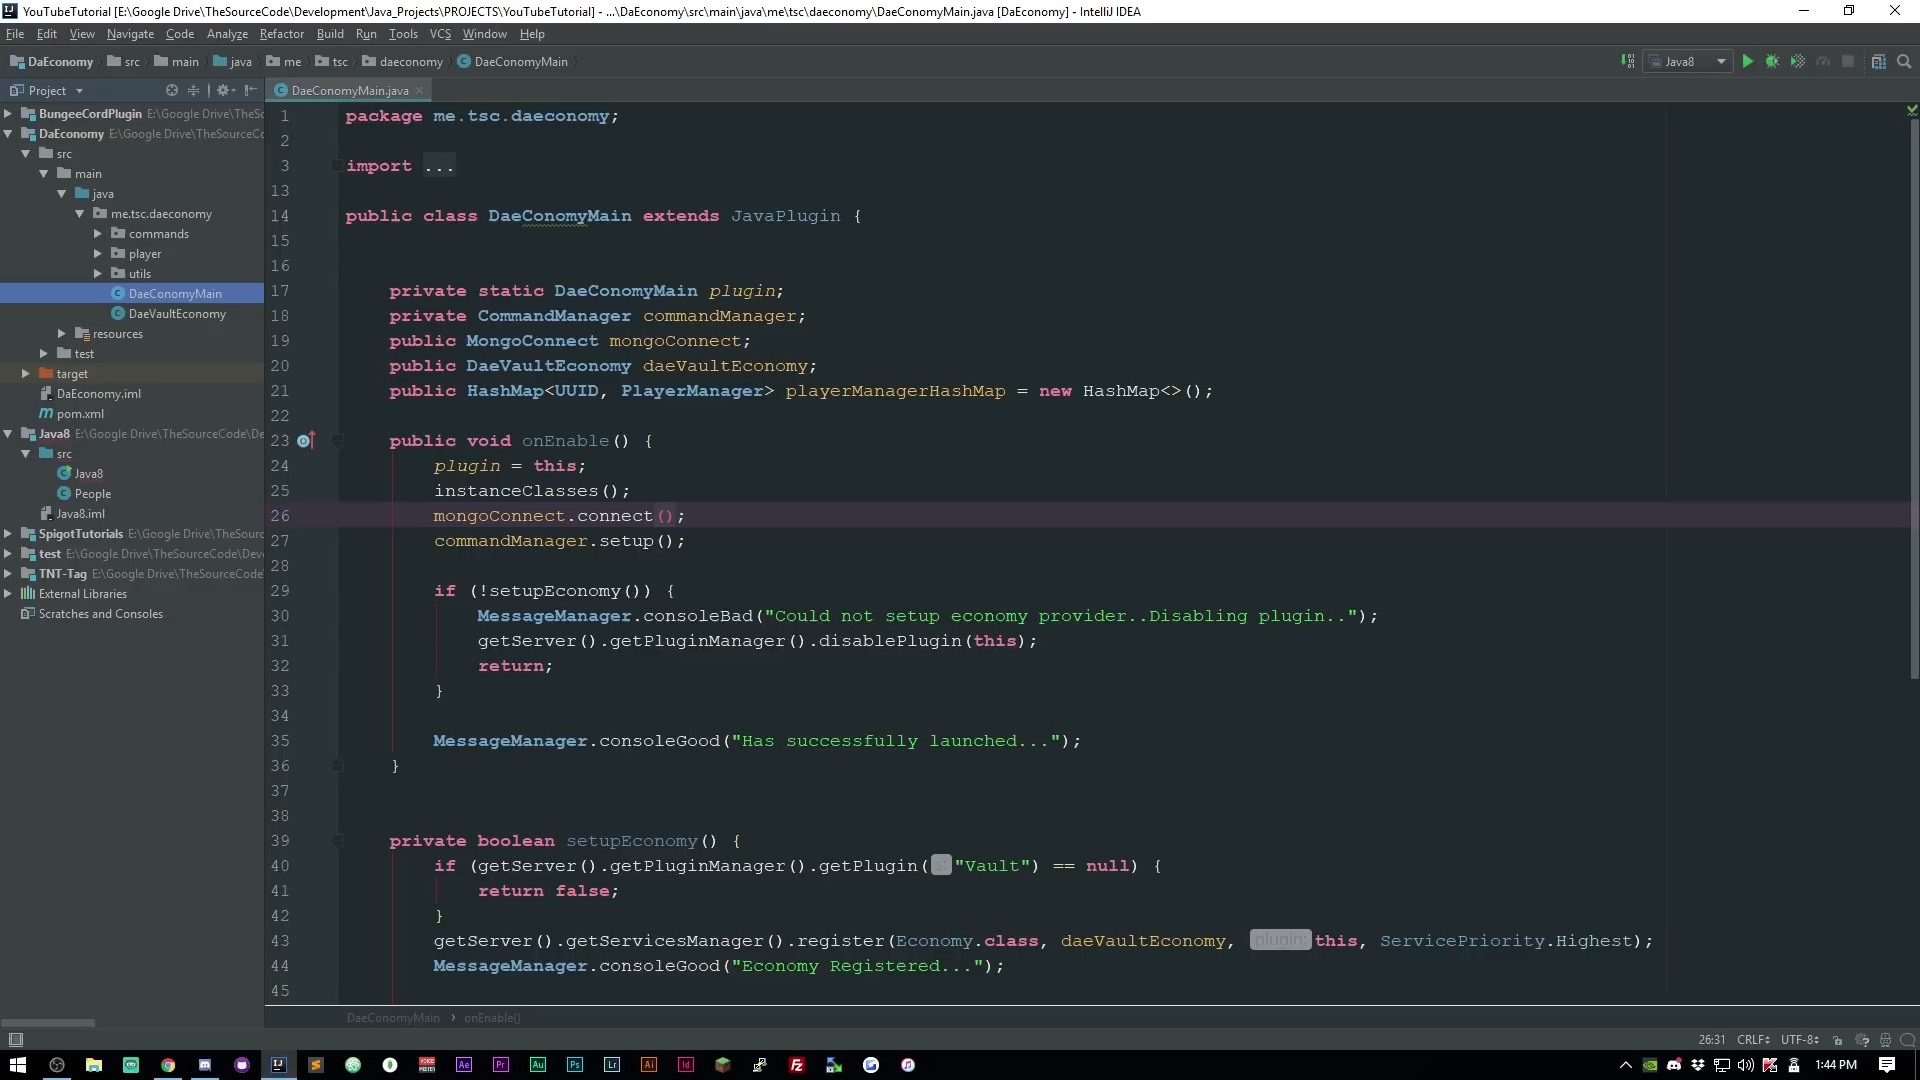 YouTubeTutorial [E:\Google Drive\TheSourceCode\Development\Java_Projects\PROJECTS\YouTubeTutorial] - ...\DaEconomy\src\main\java\me\tsc\daeconomy\DaeConomyMain.java [DaEconomy] - IntelliJ IDEA
File Edit View Navigate Code Analyze Refactor Build Run Tools VCS Window Help
DaEconomy src main java me tsc daeconomy DaeConomyMain Java8
Project DaeConomyMain.java
BungeeCordPlugin E:\Google Drive\TheSo
DaEconomy E:\Google Drive\TheSourceCo
src
main
java
me.tsc.daeconomy
commands
player
utils
DaeConomyMain
DaeVaultEconomy
resources
test
target
DaEconomy.iml
pom.xml
Java8 E:\Google Drive\TheSourceCode\De
src
Java8
People
Java8.iml
SpigotTutorials E:\Google Drive\TheSour
test E:\Google Drive\TheSourceCode\Deve
TNT-Tag E:\Google Drive\TheSourceCode\
External Libraries
Scratches and Consoles
1 package me.tsc.daeconomy;
2
3 import ...
13
14 public class DaeConomyMain extends JavaPlugin {
15
16
17 private static DaeConomyMain plugin;
18 private CommandManager commandManager;
19 public MongoConnect mongoConnect;
20 public DaeVaultEconomy daeVaultEconomy;
21 public HashMap<UUID, PlayerManager> playerManagerHashMap = new HashMap<>();
22
23 public void onEnable() {
24 plugin = this;
25 instanceClasses();
26 mongoConnect.connect();
27 commandManager.setup();
28
29 if (!setupEconomy()) {
30 MessageManager.consoleBad("Could not setup economy provider..Disabling plugin..");
31 getServer().getPluginManager().disablePlugin(this);
32 return;
33 }
34
35 MessageManager.consoleGood("Has successfully launched...");
36 }
37
38
39 private boolean setupEconomy() {
40 if (getServer().getPluginManager().getPlugin( "Vault") == null) {
41 return false;
42 }
43 getServer().getServicesManager().register(Economy.class, daeVaultEconomy, plugin: this, ServicePriority.Highest);
44 MessageManager.consoleGood("Economy Registered...");
45
DaeConomyMain › onEnable()
26:31 CRLF UTF-8
Ae Pr Au Ps Lr Ai Id
1:44 PM